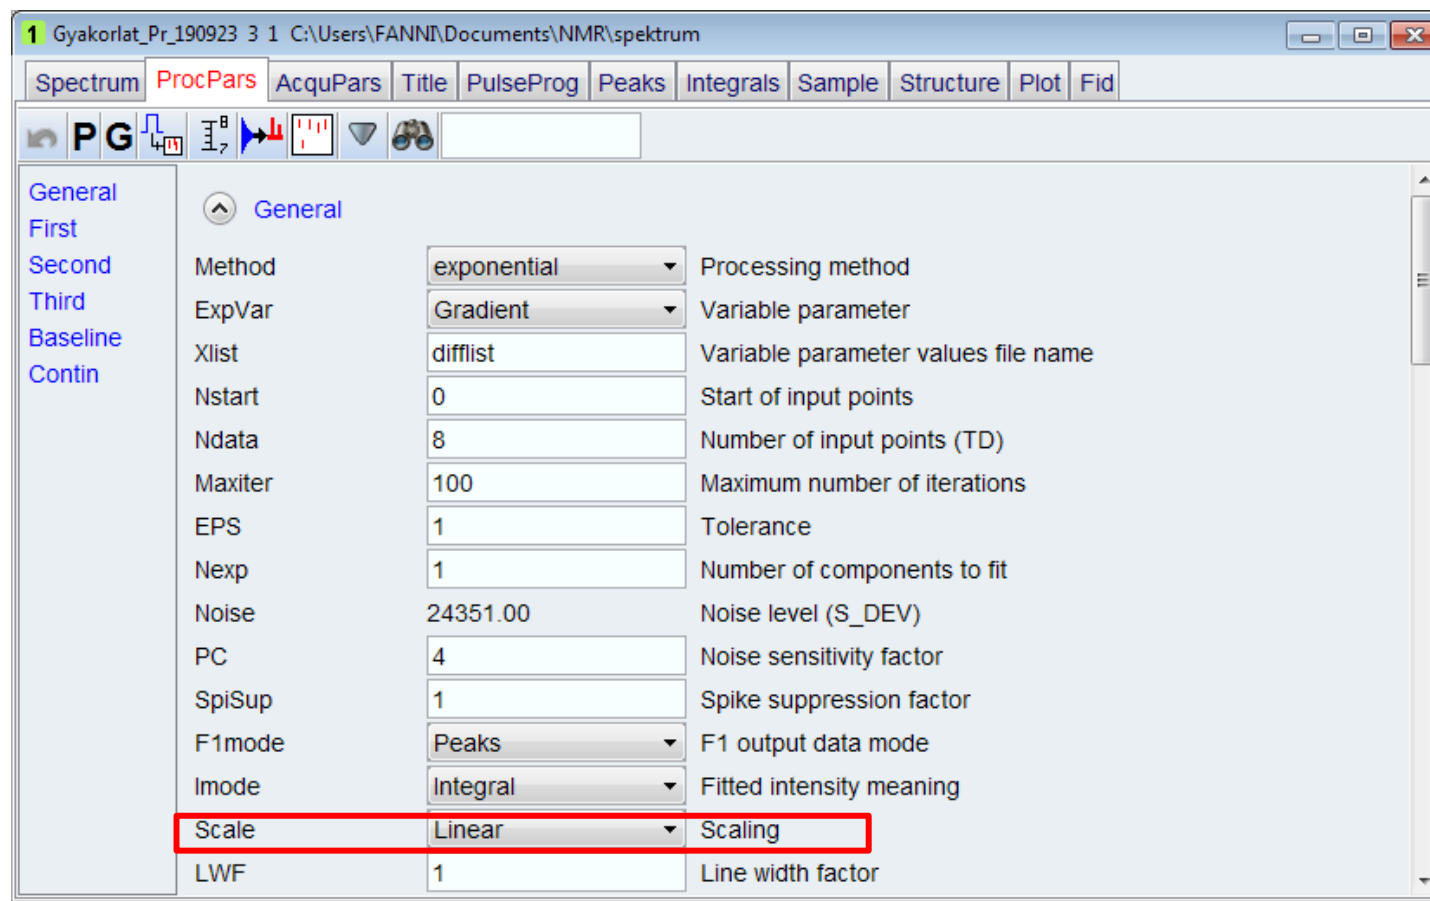 1 Gyakorlat_Pr_190923 3 1 C:\Users\FANNI\Documents\NMR\spektrum
Spectrum ProcPars AcquPars Title PulseProg Peaks Integrals Sample Structure Plot Fid
P G 8 7
General
First
Second
Third
Baseline
Contin
General
Method exponential Processing method
ExpVar Gradient Variable parameter
Xlist difflist Variable parameter values file name
Nstart 0 Start of input points
Ndata 8 Number of input points (TD)
Maxiter 100 Maximum number of iterations
EPS 1 Tolerance
Nexp 1 Number of components to fit
Noise 24351.00 Noise level (S_DEV)
PC 4 Noise sensitivity factor
SpiSup 1 Spike suppression factor
F1mode Peaks F1 output data mode
Imode Integral Fitted intensity meaning
Scale Linear Scaling
LWF 1 Line width factor